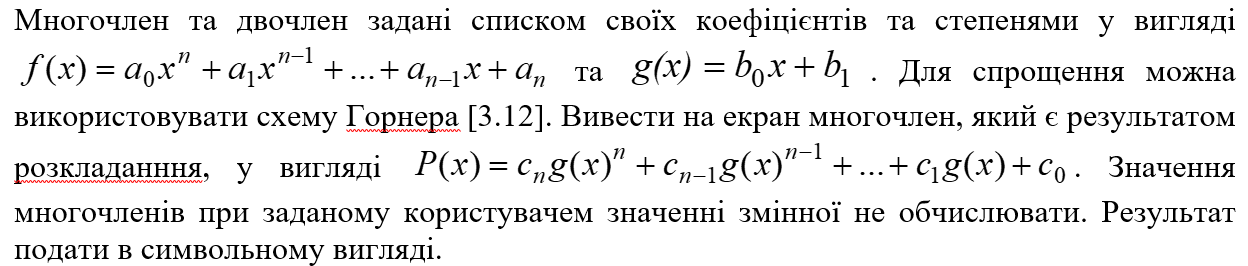 Многочлен та двочлен задані списком своїх коефіцієнтів та степенями у вигляді
f(x) = a₀xⁿ + a₁xⁿ⁻¹ + ... + aₙ₋₁x + aₙ та g(x) = b₀x + b₁ . Для спрощення можна
використовувати схему Горнера [3.12]. Вивести на екран многочлен, який є результатом
розкладанння, у вигляді P(x) = cₙg(x)ⁿ + cₙ₋₁g(x)ⁿ⁻¹ + ... + c₁g(x) + c₀ . Значення
многочленів при заданому користувачем значенні змінної не обчислювати. Результат
подати в символьному вигляді.